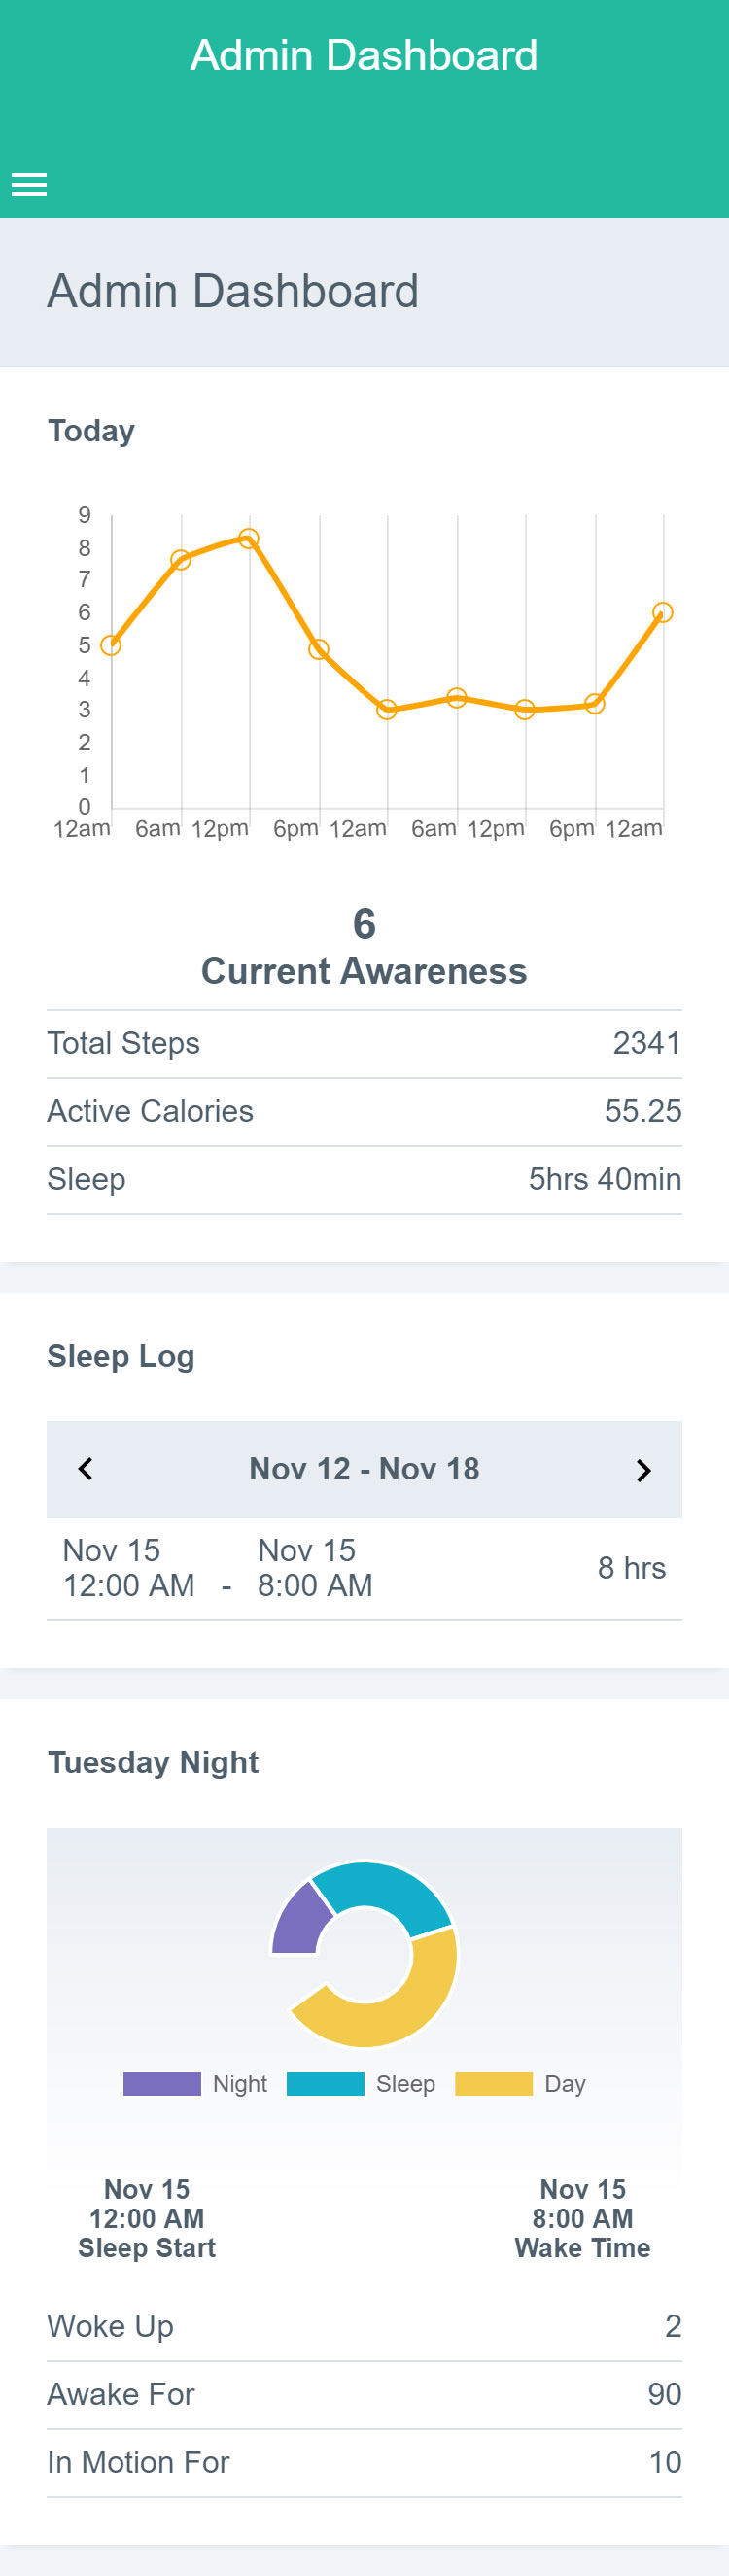 Admin Dashboard
Admin Dashboard
Today
9
8
7
6
5
4
3
2
1
0
12am 6am 12pm 6pm 12am 6am 12pm 6pm 12am
6
Current Awareness
Total Steps 2341
Active Calories 55.25
Sleep 5hrs 40min
Sleep Log
Nov 12 - Nov 18
Nov 15 Nov 15
12:00 AM - 8:00 AM
8 hrs
Tuesday Night
Night Sleep Day
Nov 15 Nov 15
12:00 AM 8:00 AM
Sleep Start Wake Time
Woke Up 2
Awake For 90
In Motion For 10